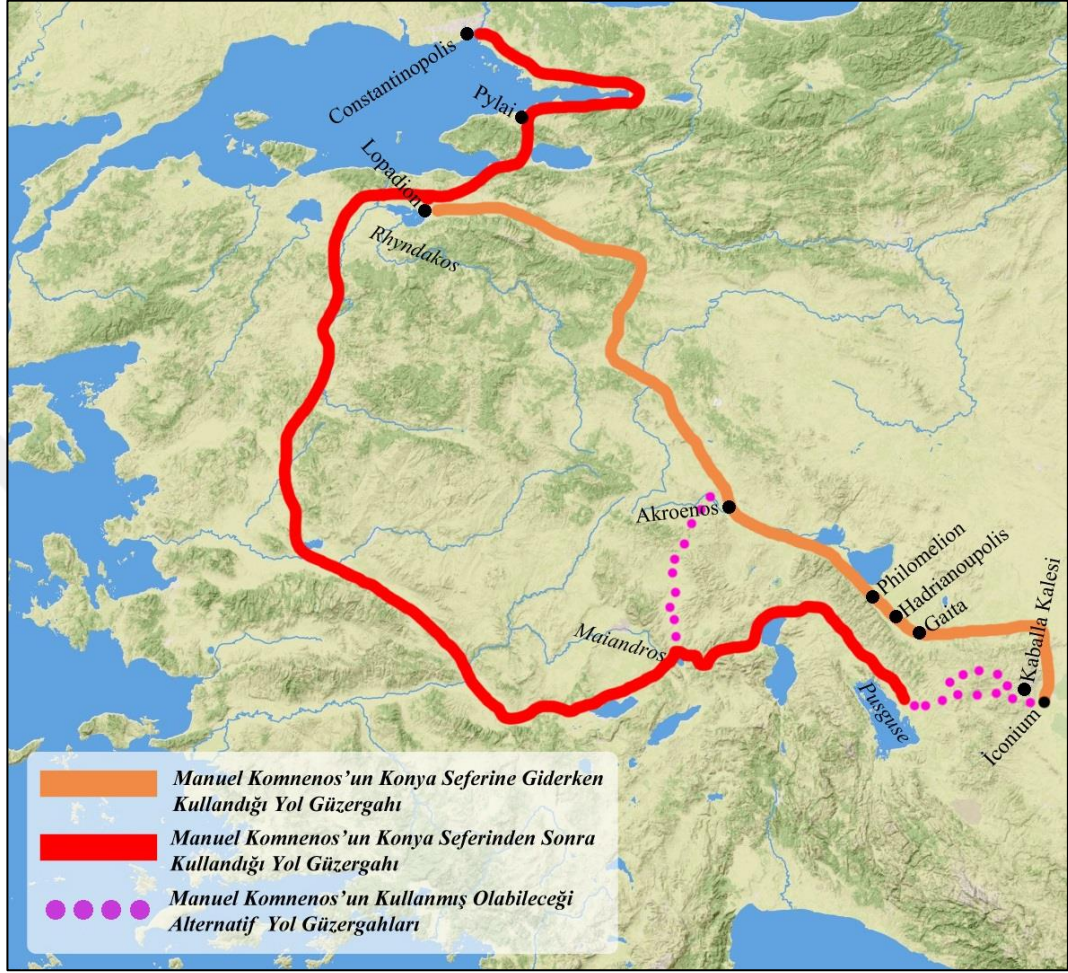 Constantinopolis
Pylai
Lopadion
Rhyndakos
Akroenos
Philomelion
Hadrianoupolis
Gaita
Kaballa Kalesi
Maiandros
Pusguse
İconium
Manuel Komnenos’un Konya Seferine Giderken
Kullandığı Yol Güzergahı
Manuel Komnenos’un Konya Seferinden Sonra
Kullandığı Yol Güzergahı
Manuel Komnenos’un Kullanmış Olabileceği
Alternatif Yol Güzergahları